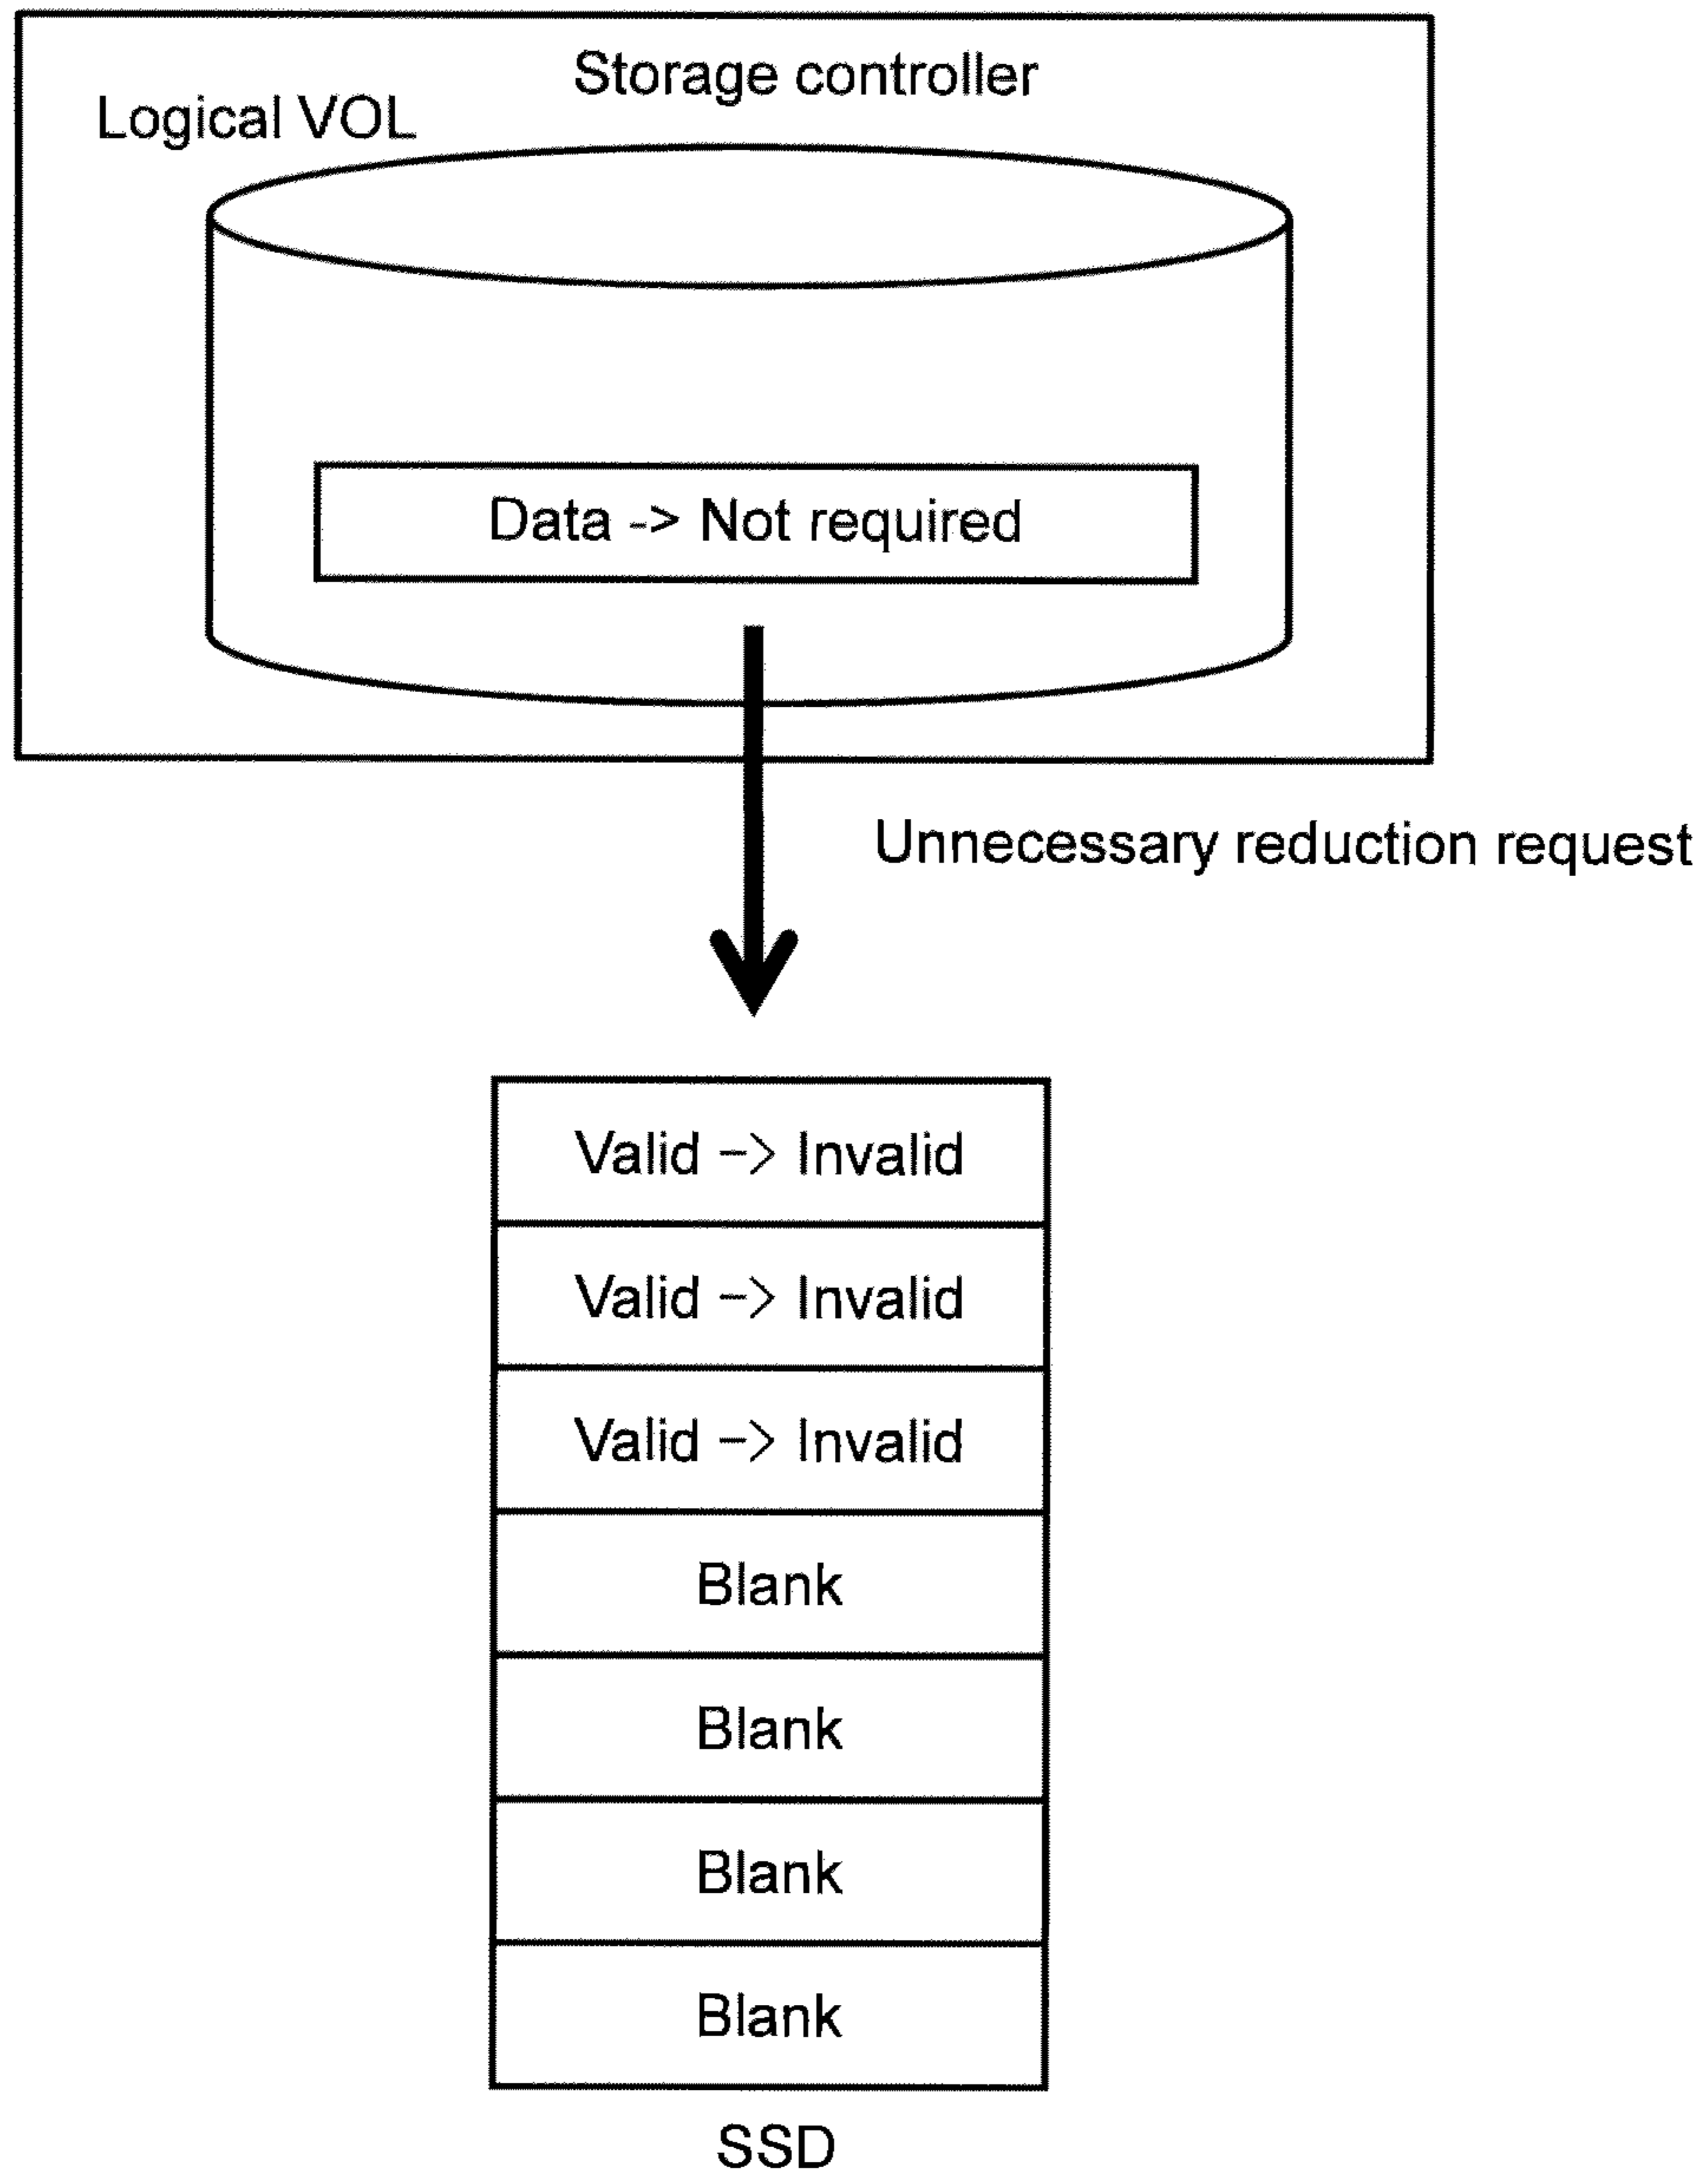 Storage controller
Logical VOL
Data -> Not required
Unnecessary reduction request
Valid -> Invalid
Valid -> Invalid
Valid -> Invalid
Blank
Blank
Blank
Blank
SSD